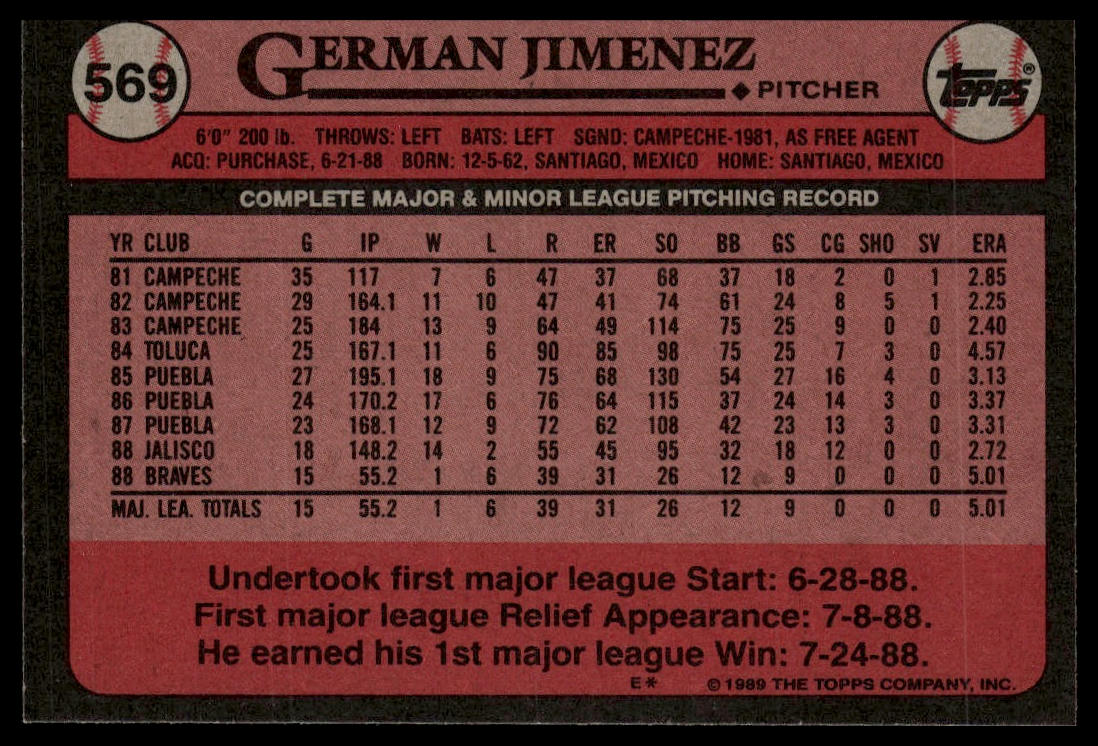 569
GERMAN JIMENEZ
TOPPS®
PITCHER
6'0" 200 lb. THROWS: LEFT BATS: LEFT SGND: CAMPECHE-1981, AS FREE AGENT
ACQ: PURCHASE, 6-21-88 BORN: 12-5-62, SANTIAGO, MEXICO HOME: SANTIAGO, MEXICO
COMPLETE MAJOR & MINOR LEAGUE PITCHING RECORD
YR CLUB G IP W L R ER SO BB GS CG SHO SV ERA
81 CAMPECHE 35 117 7 6 47 37 68 37 18 2 0 1 2.85
82 CAMPECHE 29 164.1 11 10 47 41 74 61 24 8 5 1 2.25
83 CAMPECHE 25 184 13 9 64 49 114 75 25 9 0 0 2.40
84 TOLUCA 25 167.1 11 6 90 85 98 75 25 7 3 0 4.57
85 PUEBLA 27 195.1 18 9 75 68 130 54 27 16 4 0 3.13
86 PUEBLA 24 170.2 17 6 76 64 115 37 24 14 3 0 3.37
87 PUEBLA 23 168.1 12 9 72 62 108 42 23 13 3 0 3.31
88 JALISCO 18 148.2 14 2 55 45 95 32 18 12 0 0 2.72
88 BRAVES 15 55.2 1 6 39 31 26 12 9 0 0 0 5.01
MAJ. LEA. TOTALS 15 55.2 1 6 39 31 26 12 9 0 0 0 5.01
Undertook first major league Start: 6-28-88.
First major league Relief Appearance: 7-8-88.
He earned his 1st major league Win: 7-24-88.
E* © 1989 THE TOPPS COMPANY, INC.